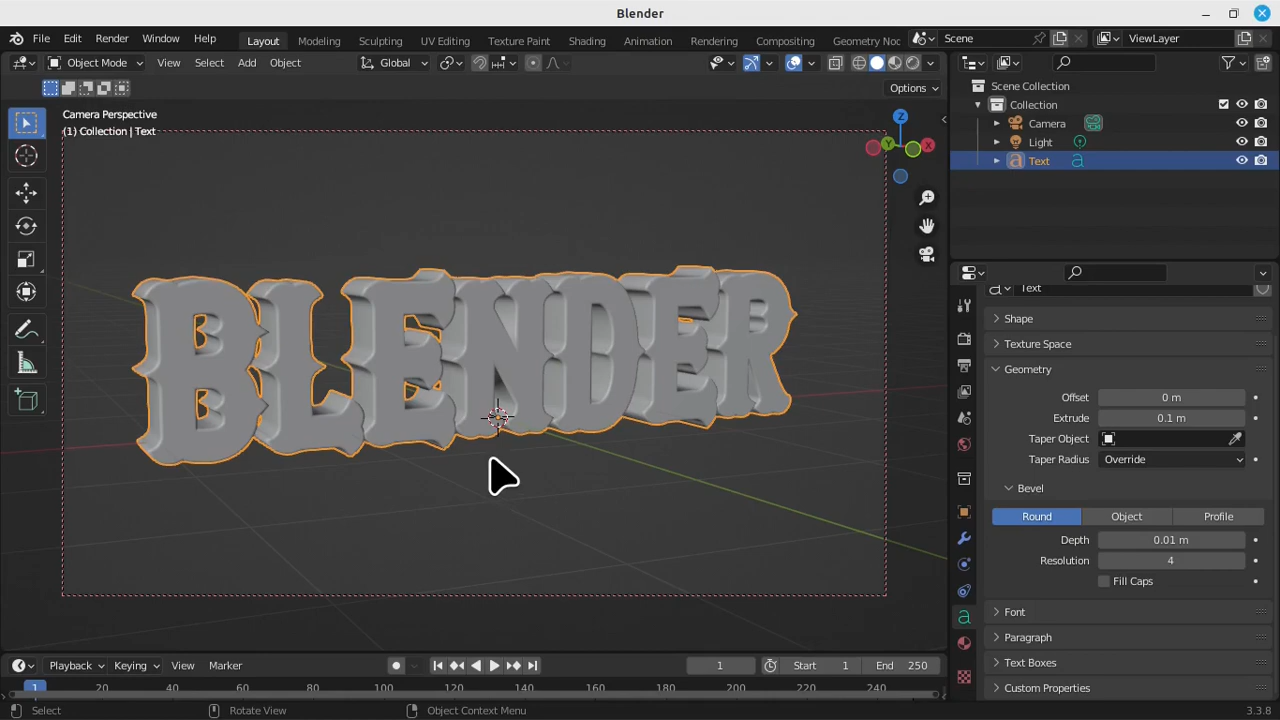 Blender
File Edit Render Window Help Layout Modeling Sculpting UV Editing Texture Paint Shading Animation Rendering Compositing Geometry Noc Scene ViewLayer
Object Mode View Select Add Object Global
Options
Camera Perspective
(1) Collection | Text
Z
Y
X
BLENDER
Scene Collection
Collection
Camera
Light
Text
Text
Shape
Texture Space
Geometry
Offset 0 m
Extrude 0.1 m
Taper Object
Taper Radius Override
Bevel
Round Object Profile
Depth 0.01 m
Resolution 4
Fill Caps
Font
Paragraph
Text Boxes
Custom Properties
Playback Keying View Marker 1 Start 1 End 250
1 20 40 60 80 100 120 140 160 180 200 220 240
Select Rotate View Object Context Menu 3.3.8